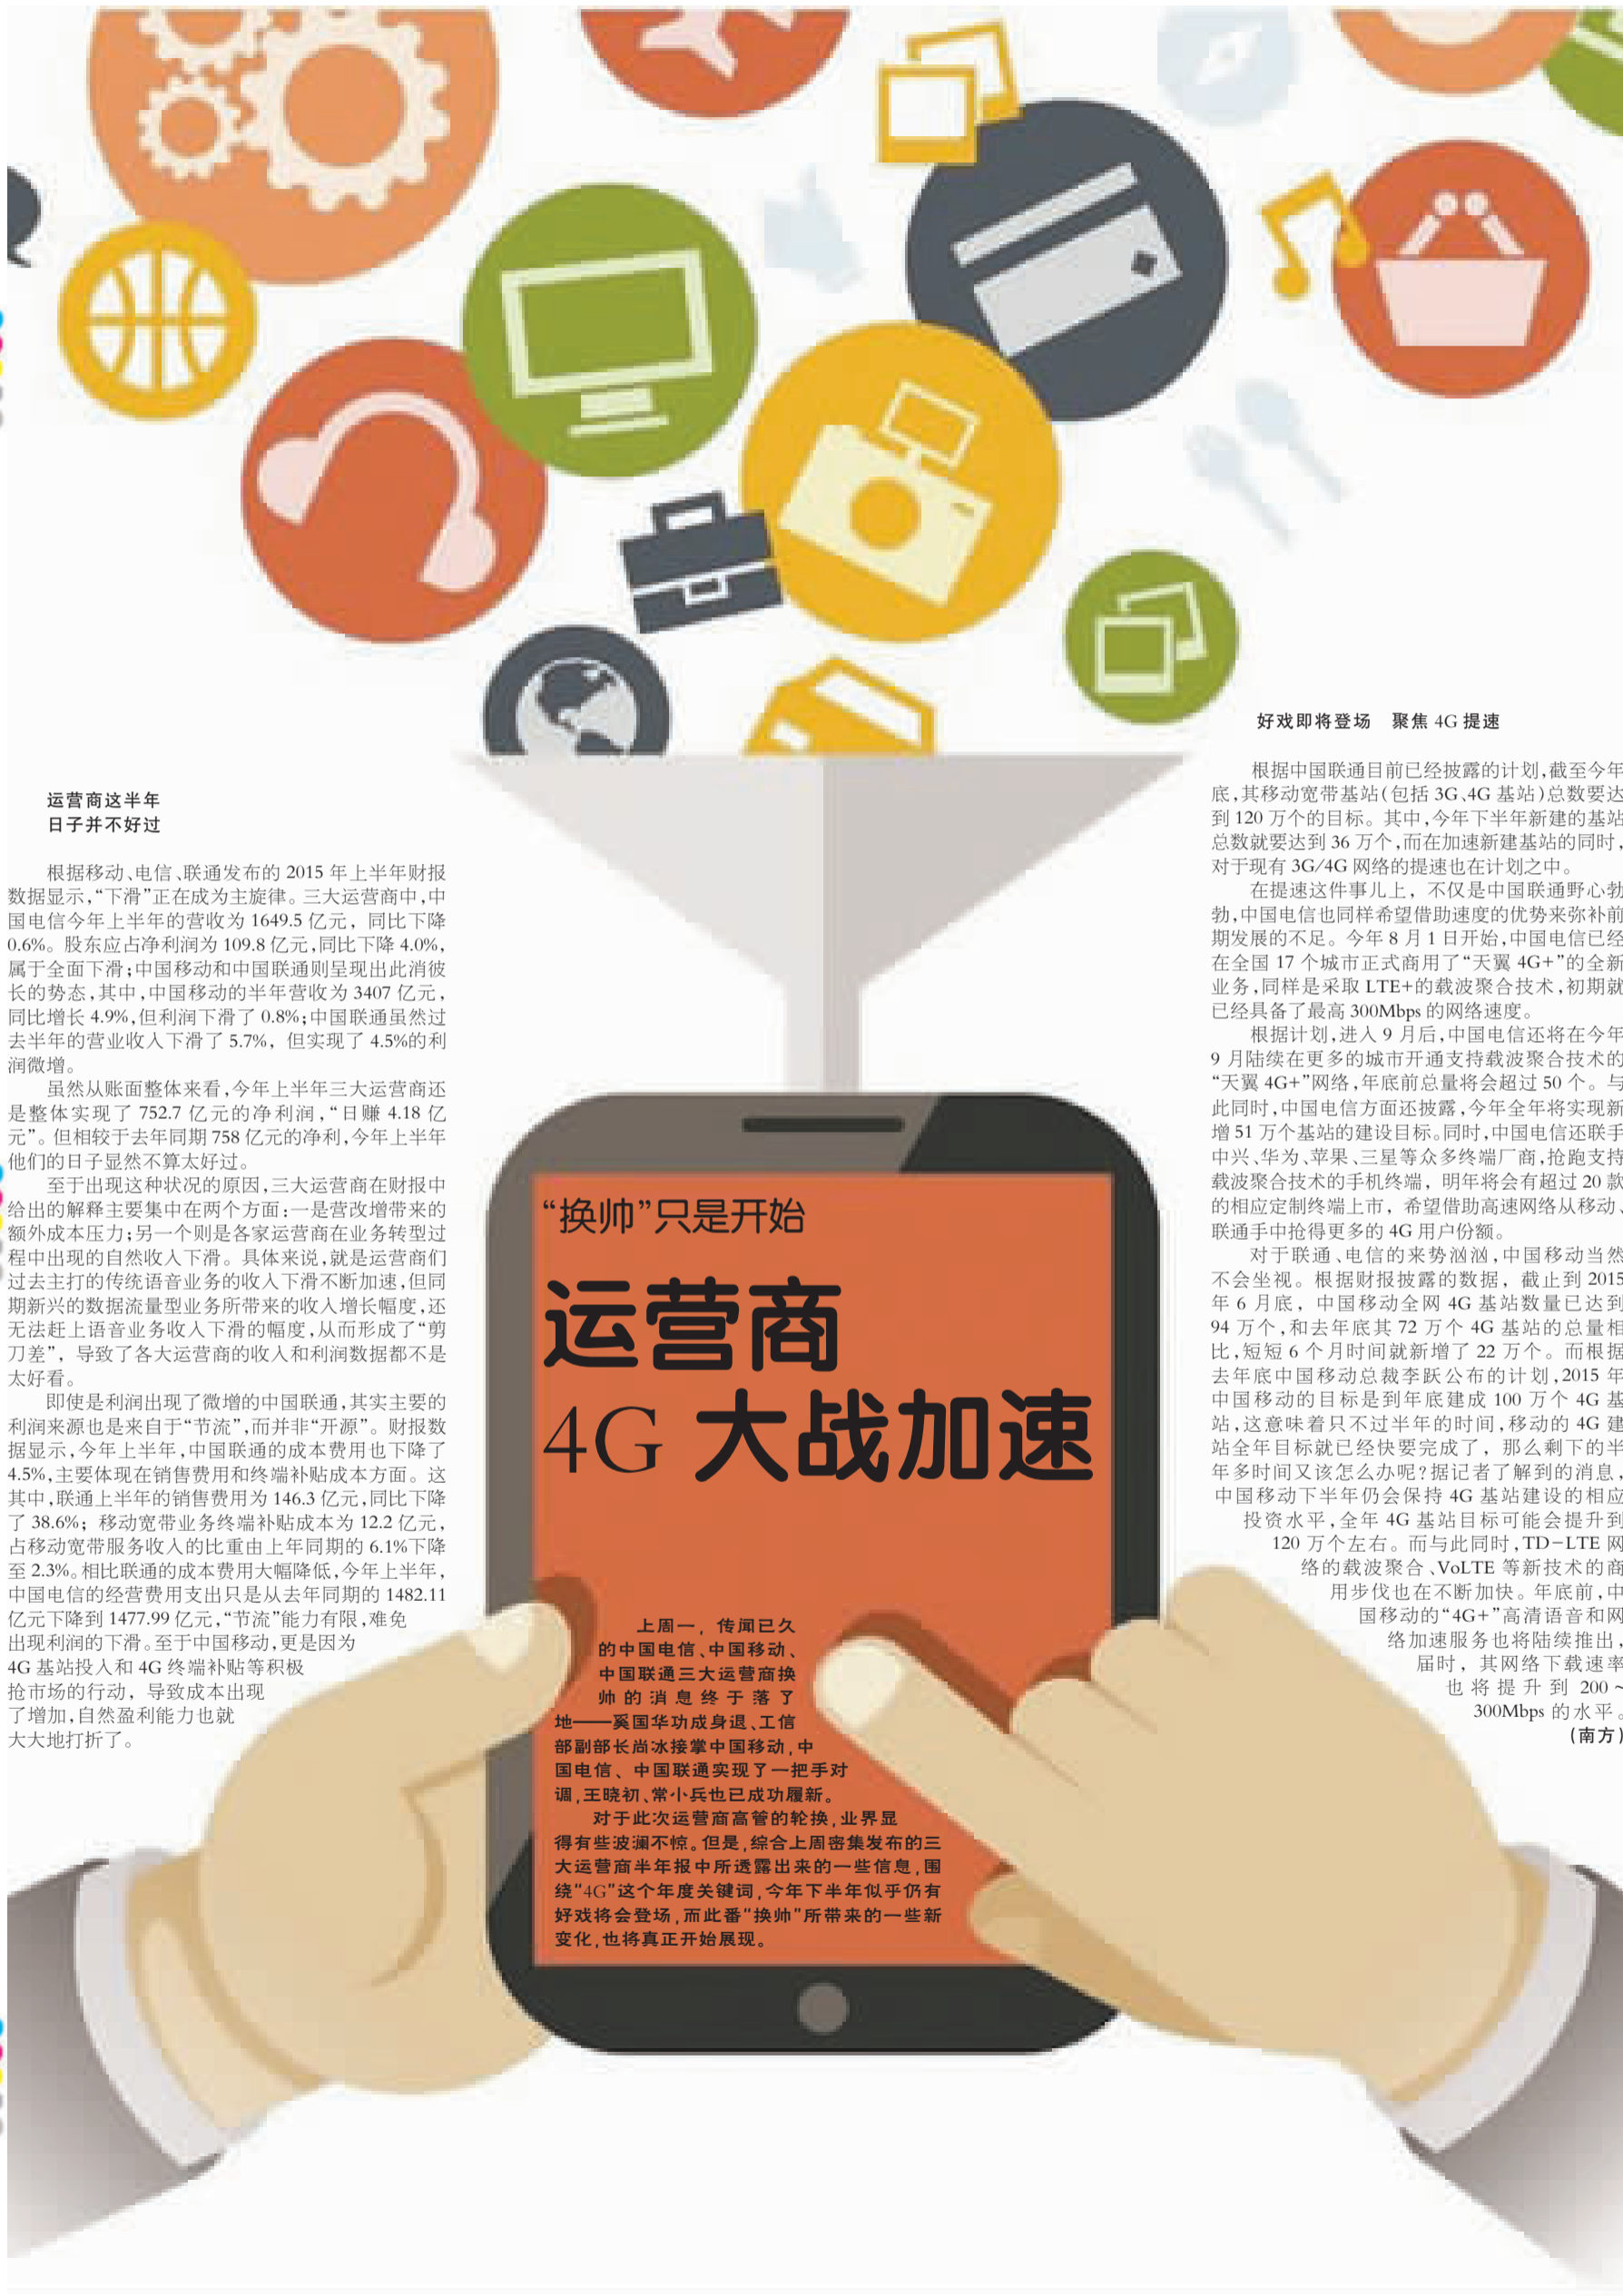 “换帅”只是开始
运营商
4G 大战加速
上周一，传闻已久
的中国电信、中国移动、
中国联通三大运营商换
帅的消息终于落了
地——奚国华功成身退、工信
部副部长尚冰接掌中国移动，中
国电信、中国联通实现了一把手对
调，王晓初、常小兵也已成功履新。
对于此次运营商高管的轮换，业界显
得有些波澜不惊。但是，综合上周密集发布的三
大运营商半年报中所透露出来的一些信息，围
绕“4G”这个年度关键词，今年下半年似乎仍有
好戏将会登场，而此番“换帅”所带来的一些新
变化，也将真正开始展现。
运营商这半年
日子并不好过
根据移动、电信、联通发布的 2015 年上半年财报
数据显示，“下滑”正在成为主旋律。三大运营商中，中
国电信今年上半年的营收为 1649.5 亿元，同比下降
0.6%。股东应占净利润为 109.8 亿元，同比下降 4.0%，
属于全面下滑；中国移动和中国联通则呈现出此消彼
长的势态，其中，中国移动的半年营收为 3407 亿元，
同比增长 4.9%，但利润下滑了 0.8%；中国联通虽然过
去半年的营业收入下滑了 5.7%，但实现了 4.5%的利
润微增。
虽然从账面整体来看，今年上半年三大运营商还
是整体实现了 752.7 亿元的净利润，“日赚 4.18 亿
元”。但相较于去年同期 758 亿元的净利，今年上半年
他们的日子显然不算太好过。
至于出现这种状况的原因，三大运营商在财报中
给出的解释主要集中在两个方面：一是营改增带来的
额外成本压力；另一个则是各家运营商在业务转型过
程中出现的自然收入下滑。具体来说，就是运营商们
过去主打的传统语音业务的收入下滑不断加速，但同
期新兴的数据流量型业务所带来的收入增长幅度，还
无法赶上语音业务收入下滑的幅度，从而形成了“剪
刀差”，导致了各大运营商的收入和利润数据都不是
太好看。
即使是利润出现了微增的中国联通，其实主要的
利润来源也是来自于“节流”，而并非“开源”。财报数
据显示，今年上半年，中国联通的成本费用也下降了
4.5%，主要体现在销售费用和终端补贴成本方面。这
其中，联通上半年的销售费用为 146.3 亿元，同比下降
了 38.6%；移动宽带业务终端补贴成本为 12.2 亿元，
占移动宽带服务收入的比重由上年同期的 6.1%下降
至 2.3%。相比联通的成本费用大幅降低，今年上半年，
中国电信的经营费用支出只是从去年同期的 1482.11
亿元下降到 1477.99 亿元，“节流”能力有限，难免
出现利润的下滑。至于中国移动，更是因为
4G 基站投入和 4G 终端补贴等积极
抢市场的行动，导致成本出现
了增加，自然盈利能力也就
大大地打折了。
好戏即将登场　聚焦 4G 提速
根据中国联通目前已经披露的计划，截至今年
底，其移动宽带基站（包括 3G、4G 基站）总数要达
到 120 万个的目标。其中，今年下半年新建的基站
总数就要达到 36 万个，而在加速新建基站的同时，
对于现有 3G/4G 网络的提速也在计划之中。
在提速这件事儿上，不仅是中国联通野心勃
勃，中国电信也同样希望借助速度的优势来弥补前
期发展的不足。今年 8 月 1 日开始，中国电信已经
在全国 17 个城市正式商用了“天翼 4G+”的全新
业务，同样是采取 LTE+的载波聚合技术，初期就
已经具备了最高 300Mbps 的网络速度。
根据计划，进入 9 月后，中国电信还将在今年
9 月陆续在更多的城市开通支持载波聚合技术的
“天翼 4G+”网络，年底前总量将会超过 50 个。与
此同时，中国电信方面还披露，今年全年将实现新
增 51 万个基站的建设目标。同时，中国电信还联手
中兴、华为、苹果、三星等众多终端厂商，抢跑支持
载波聚合技术的手机终端，明年将会有超过 20 款
的相应定制终端上市，希望借助高速网络从移动、
联通手中抢得更多的 4G 用户份额。
对于联通、电信的来势汹汹，中国移动当然
不会坐视。根据财报披露的数据，截止到 2015
年 6 月底，中国移动全网 4G 基站数量已达到
94 万个，和去年底其 72 万个 4G 基站的总量相
比，短短 6 个月时间就新增了 22 万个。而根据
去年底中国移动总裁李跃公布的计划，2015 年
中国移动的目标是到年底建成 100 万个 4G 基
站，这意味着只不过半年的时间，移动的 4G 建
站全年目标就已经快要完成了，那么剩下的半
年多时间又该怎么办呢？据记者了解到的消息，
中国移动下半年仍会保持 4G 基站建设的相应
投资水平，全年 4G 基站目标可能会提升到
120 万个左右。而与此同时，TD-LTE 网
络的载波聚合、VoLTE 等新技术的商
用步伐也在不断加快。年底前，中
国移动的“4G+”高清语音和网
络加速服务也将陆续推出，
届时，其网络下载速率
也将提升到 200～
300Mbps 的水平。
（南方）